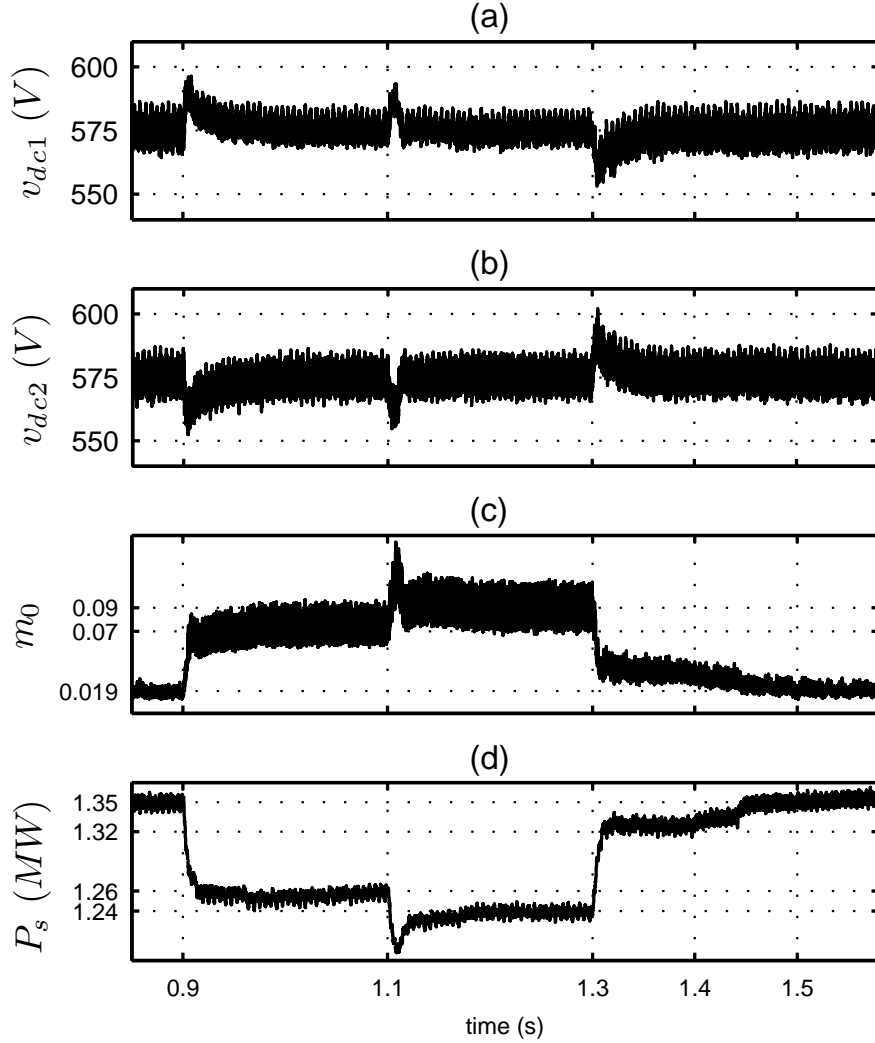 (a)
600
575
550
v_{dc1} (V)
(b)
600
575
550
v_{dc2} (V)
(c)
0.09
0.07
0.019
m_0
(d)
1.35
1.32
1.26
1.24
P_s (MW)
0.9 1.1 1.3 1.4 1.5
time (s)